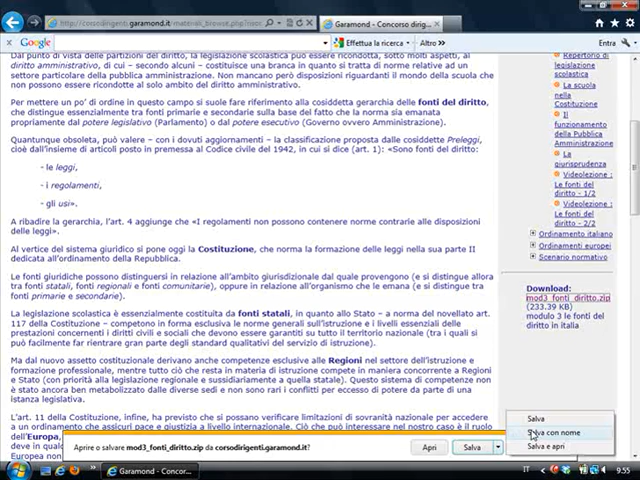 http://corsodirigenti.garamond.it/materiali_browse.php?
Garamond - Concorso dirig...
Google
Effettua la ricerca
Altro »
Entra
Dal punto di vista delle partizioni del diritto, la legislazione scolastica può essere ricondotta, sotto molti aspetti, al
diritto amministrativo, di cui – secondo alcuni – costituisce una branca in quanto si tratta di norme relative ad un
settore particolare della pubblica amministrazione. Non mancano però disposizioni riguardanti il mondo della scuola che
non possono essere ricondotte al solo ambito del diritto amministrativo.
Per mettere un po' di ordine in questo campo si suole fare riferimento alla cosiddetta gerarchia delle fonti del diritto,
che distingue essenzialmente tra fonti primarie e secondarie sulla base del fatto che la norma sia emanata
propriamente dal potere legislativo (Parlamento) o dal potere esecutivo (Governo ovvero Amministrazione).
Quantunque obsoleta, può valere – con i dovuti aggiornamenti – la classificazione proposta dalle cosiddette Preleggi,
cioè dall'insieme di articoli posto in premessa al Codice civile del 1942, in cui si dice (art. 1): «Sono fonti del diritto:
- le leggi,
- i regolamenti,
- gli usi».
A ribadire la gerarchia, l'art. 4 aggiunge che «I regolamenti non possono contenere norme contrarie alle disposizioni
delle leggi».
Al vertice del sistema giuridico si pone oggi la Costituzione, che norma la formazione delle leggi nella sua parte II
dedicata all'ordinamento della Repubblica.
Le fonti giuridiche possono distinguersi in relazione all'ambito giurisdizionale dal quale provengono (e si distingue allora
tra fonti statali, fonti regionali e fonti comunitarie), oppure in relazione all'organismo che le emana (e si distingue tra
fonti primarie e secondarie).
La legislazione scolastica è essenzialmente costituita da fonti statali, in quanto allo Stato – a norma del novellato art.
117 della Costituzione – competono in forma esclusiva le norme generali sull'istruzione e i livelli essenziali delle
prestazioni concernenti i diritti civili e sociali che devono essere garantiti su tutto il territorio nazionale (tra i quali si
può facilmente far rientrare gran parte degli standard qualitativi del servizio di istruzione).
Ma dal nuovo assetto costituzionale derivano anche competenze esclusive alle Regioni nel settore dell'istruzione e
formazione professionale, mentre tutto ciò che resta in materia di istruzione compete in maniera concorrente a Regioni
e Stato (con priorità alla legislazione regionale e sussidiariamente a quella statale). Questo sistema di competenze non
è stato ancora ben metabolizzato dalle diverse sedi e non sono rari i conflitti per eccesso di potere da parte di una
istanza legislativa.
L'art. 11 della Costituzione, infine, ha previsto che si possano verificare limitazioni di sovranità nazionale per accedere
a un ordinamento che assicuri pace e giustizia a livello internazionale. Ciò che può interessare nel nostro caso è il ruolo
dell'Europa,
deve in quals
Europea non
Repertorio di
legislazione
scolastica
La scuola
nella
Costituzione
Il
funzionamento
della Pubblica
Amministrazione
La
giurisprudenza
Videolezione :
Le fonti del
diritto - 1/2
Videolezione :
Le fonti del
diritto - 2/2
Ordinamento italiano
Ordinamenti europei
Scenario normativo
Download:
mod3_fonti_diritto.zip
(233.39 KB)
modulo 3 le fonti del
diritto in italia
Salva
Salva con nome
Salva e apri
Aprire o salvare mod3_fonti_diritto.zip da corsodirigenti.garamond.it?
Apri
Salva
Garamond - Conc...
IT
9.55